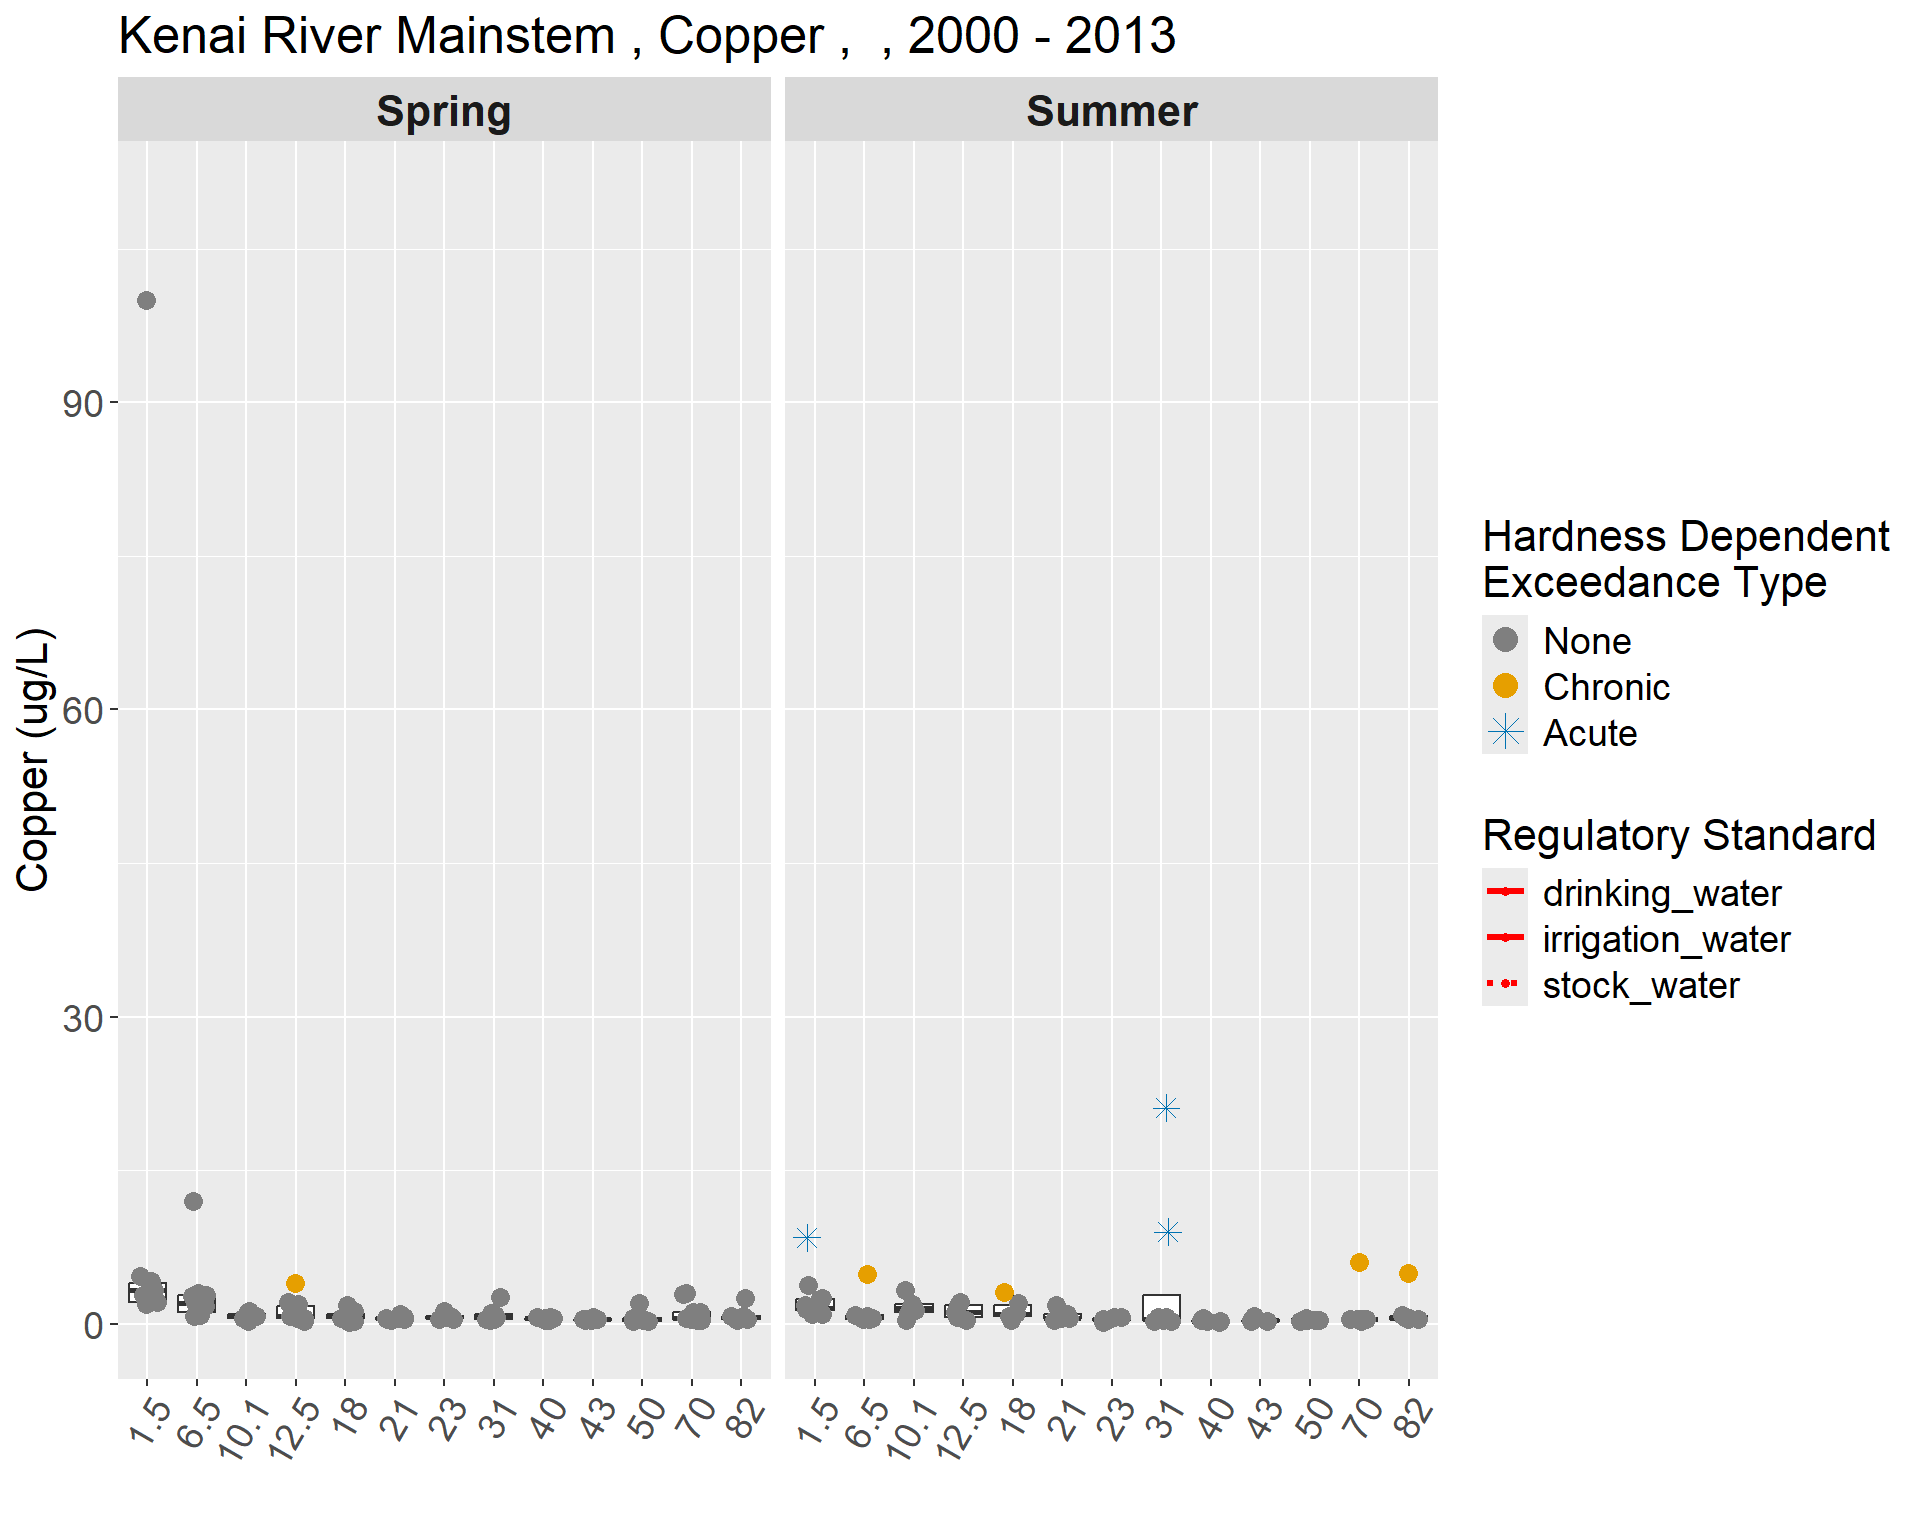 Kenai River Mainstem , Copper ,  , 2000 - 2013
Spring
Summer
Copper (ug/L)
90
60
30
0
1.5 6.5 10.1 12.5 18 21 23 31 40 43 50 70 82
1.5 6.5 10.1 12.5 18 21 23 31 40 43 50 70 82
Hardness Dependent
Exceedance Type
None
Chronic
Acute
Regulatory Standard
drinking_water
irrigation_water
stock_water